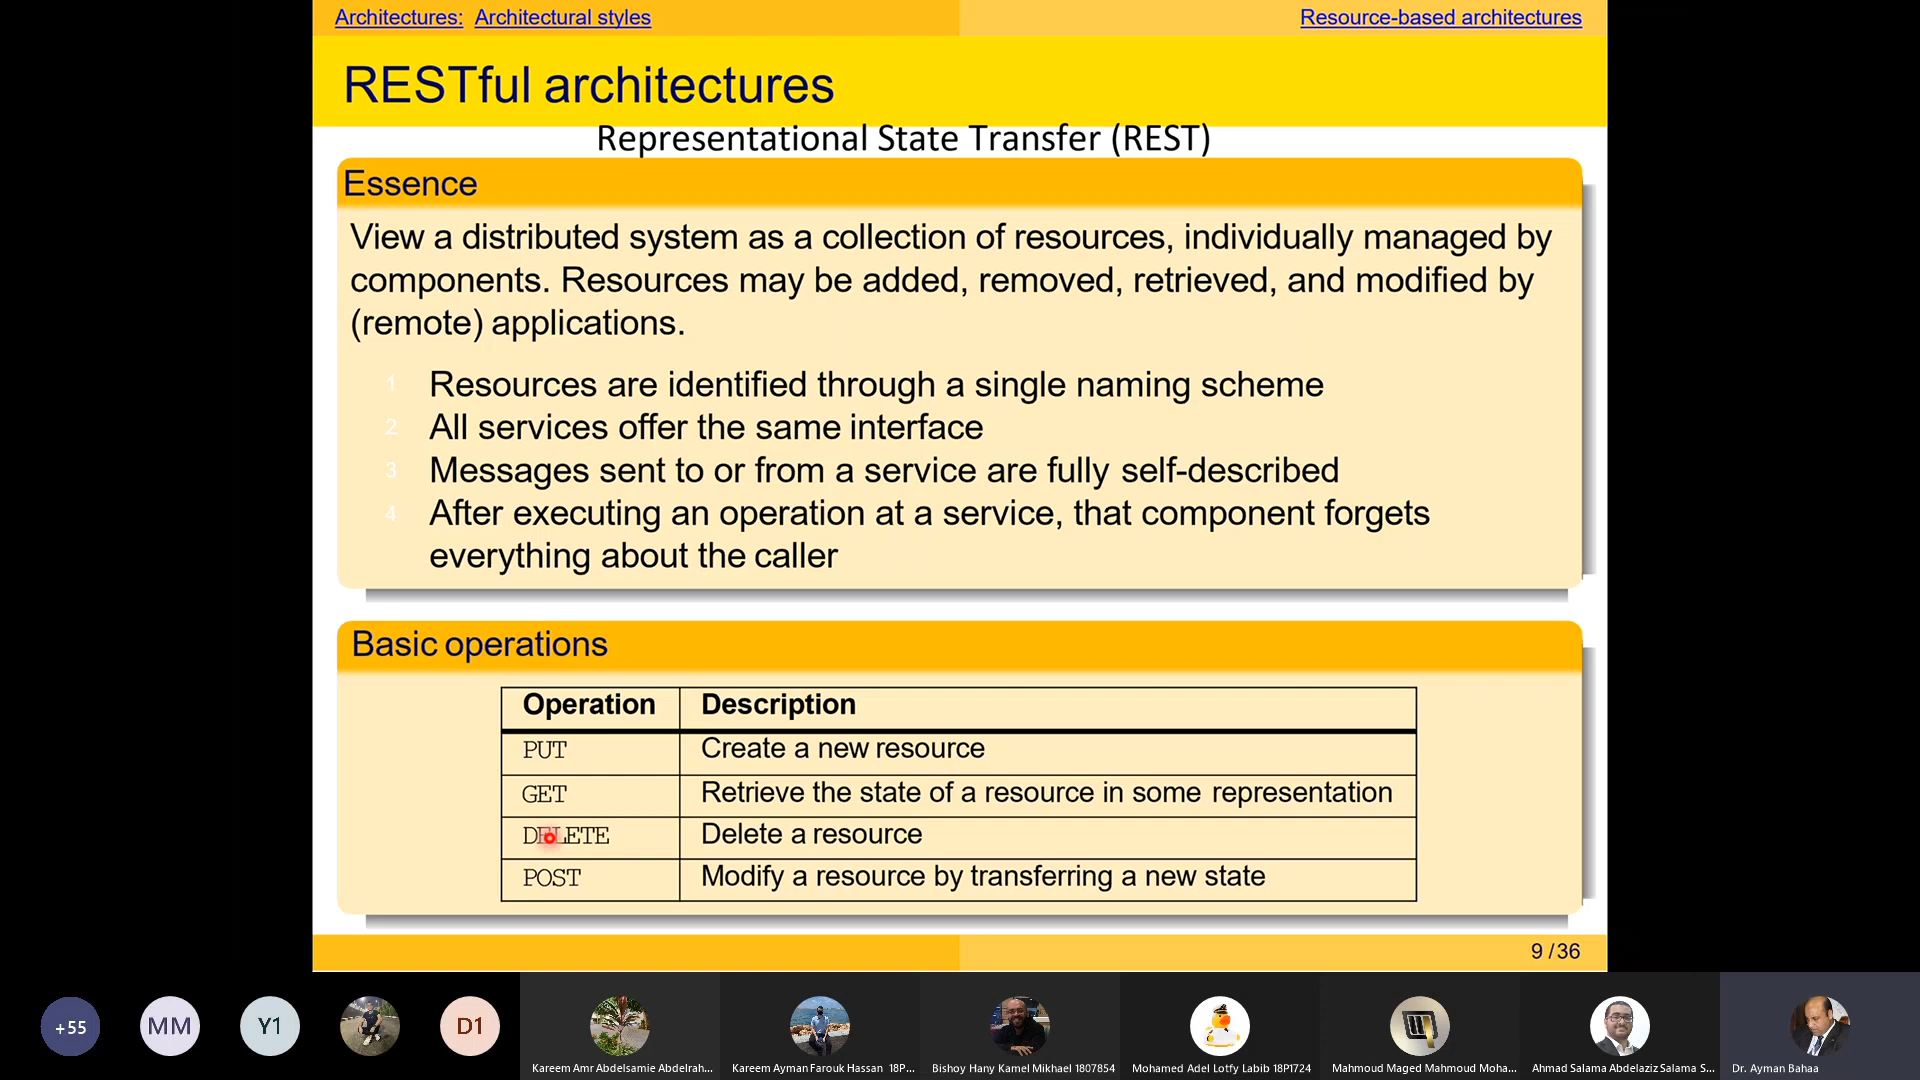 Architectures: Architectural styles
Resource-based architectures
RESTful architectures
Representational State Transfer (REST)
Essence
View a distributed system as a collection of resources, individually managed by
components. Resources may be added, removed, retrieved, and modified by
(remote) applications.
1 Resources are identified through a single naming scheme
2 All services offer the same interface
3 Messages sent to or from a service are fully self-described
4 After executing an operation at a service, that component forgets
everything about the caller
Basic operations
Operation Description
PUT Create a new resource
GET Retrieve the state of a resource in some representation
DELETE Delete a resource
POST Modify a resource by transferring a new state
9 / 36
+55
MM
Y1
D1
Kareem Amr Abdelsamie Abdelrah...
Kareem Ayman Farouk Hassan 18P...
Bishoy Hany Kamel Mikhael 1807854
Mohamed Adel Lotfy Labib 18P1724
Mahmoud Maged Mahmoud Moha...
Ahmad Salama Abdelaziz Salama S...
Dr. Ayman Bahaa